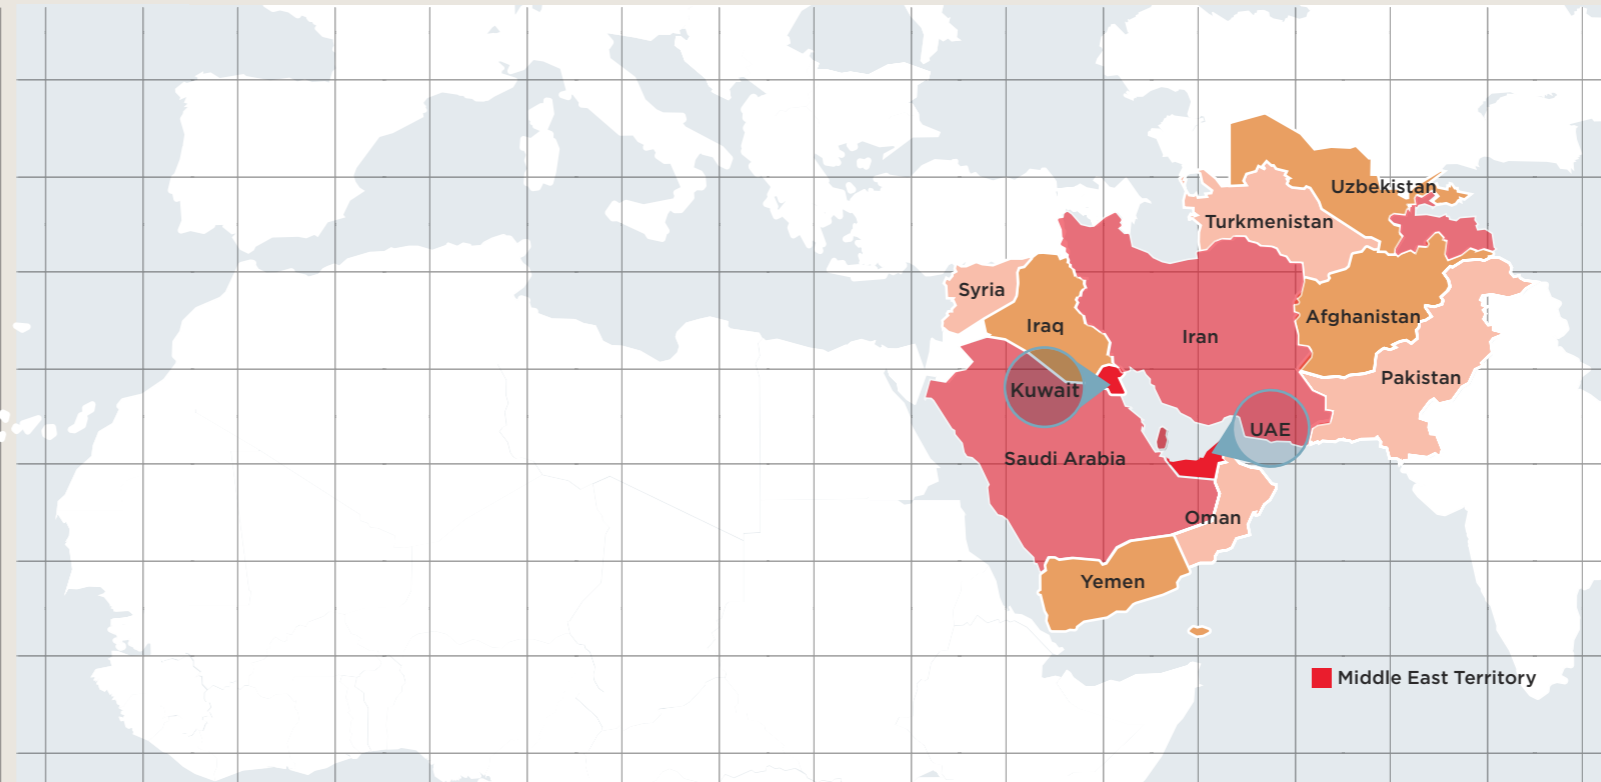 Uzbekistan
Turkmenistan
Syria
Iraq
Iran
Afghanistan
Pakistan
Kuwait
UAE
Saudi Arabia
Oman
Yemen
Middle East Territory